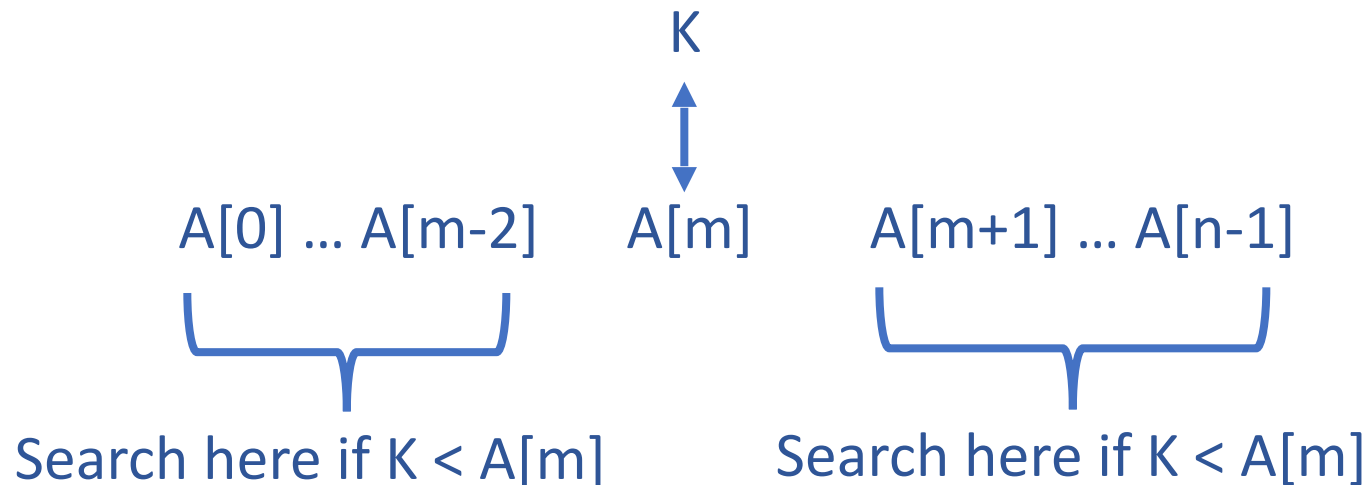 K
A[0] … A[m-2] A[m] A[m+1] … A[n-1]
Search here if K < A[m] Search here if K < A[m]